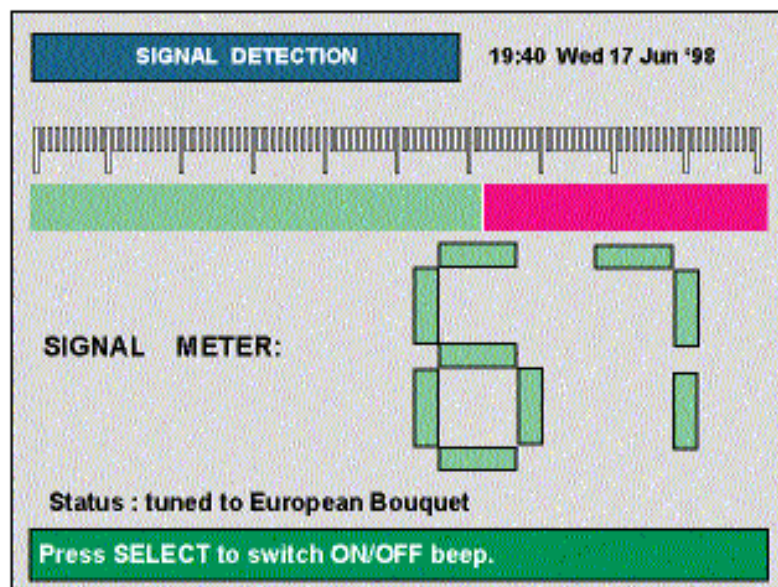 SIGNAL DETECTION 19:40 Wed 17 Jun '98
SIGNAL METER: 67
Status : tuned to European Bouquet
Press SELECT to switch ON/OFF beep.